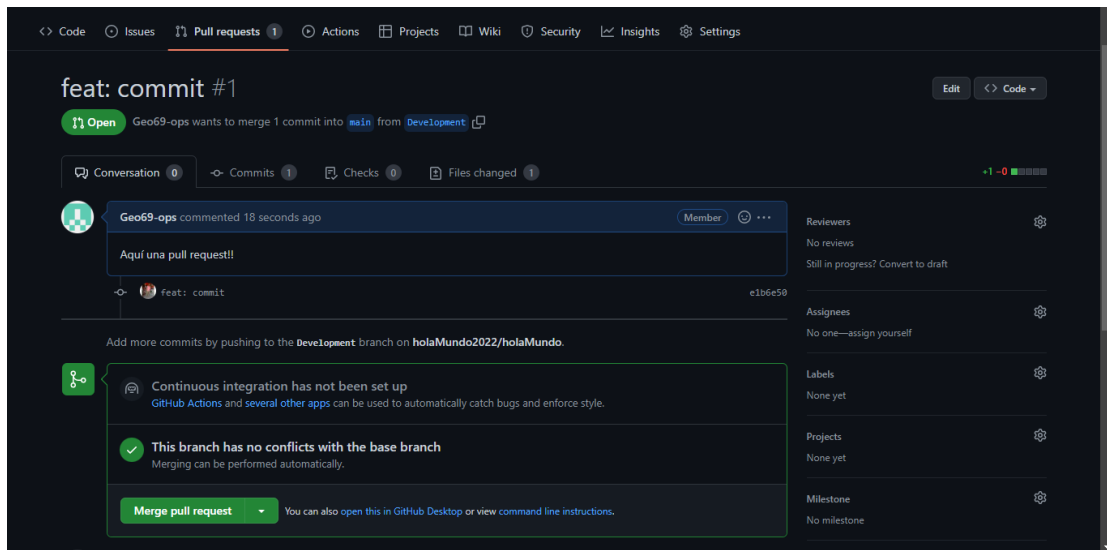 Code Issues Pull requests 1 Actions Projects Wiki Security Insights Settings
feat: commit #1
Edit Code
Open Geo69-ops wants to merge 1 commit into main from Development
Conversation 0 Commits 1 Checks 0 Files changed 1 +1 −0
Geo69-ops commented 18 seconds ago Member
Aquí una pull request!!
feat: commit e1b6e50
Add more commits by pushing to the Development branch on holaMundo2022/holaMundo.
Continuous integration has not been set up
GitHub Actions and several other apps can be used to automatically catch bugs and enforce style.
This branch has no conflicts with the base branch
Merging can be performed automatically.
Merge pull request You can also open this in GitHub Desktop or view command line instructions.
Reviewers
No reviews
Still in progress? Convert to draft
Assignees
No one—assign yourself
Labels
None yet
Projects
None yet
Milestone
No milestone